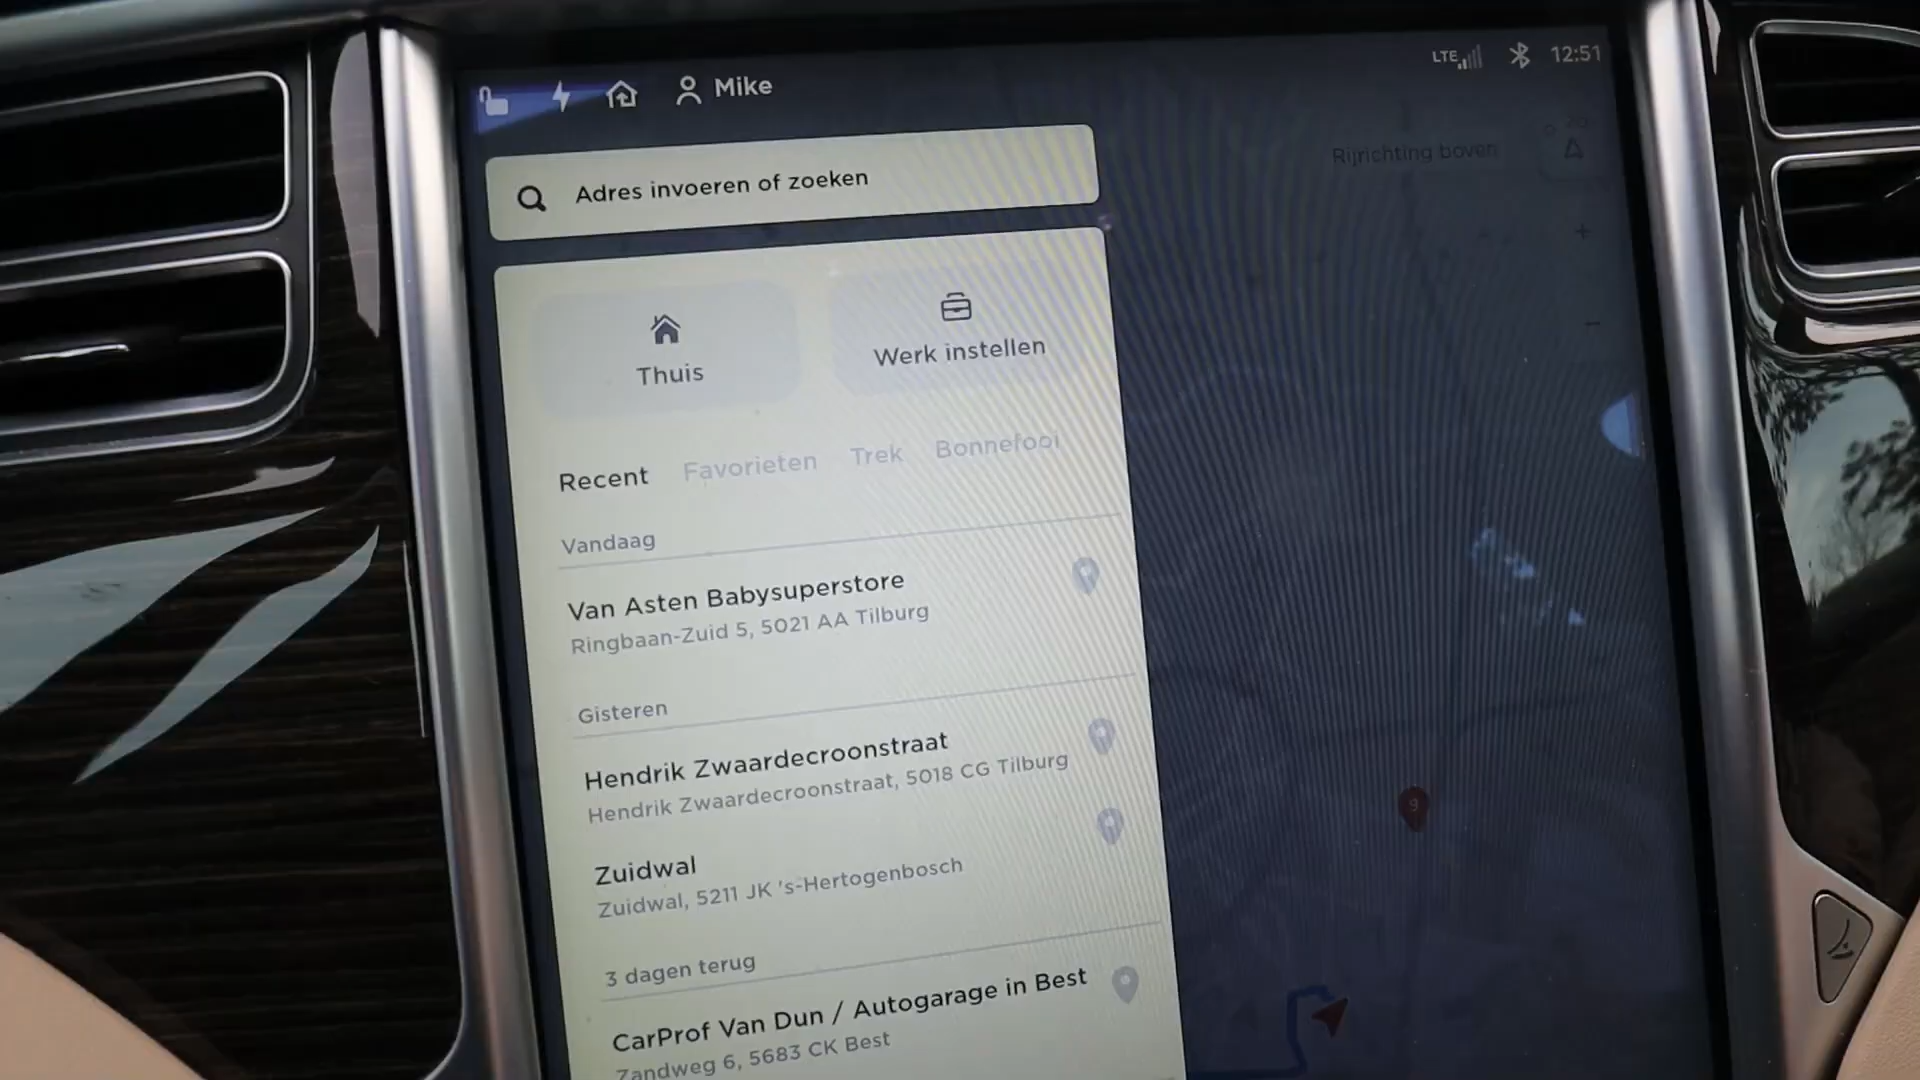 Mike
LTE
12:51
Adres invoeren of zoeken
Rijrichting boven
Thuis
Werk instellen
Recent Favorieten Trek Bonnefooi
Vandaag
Van Asten Babysuperstore
Ringbaan-Zuid 5, 5021 AA Tilburg
Gisteren
Hendrik Zwaardecroonstraat
Hendrik Zwaardecroonstraat, 5018 CG Tilburg
Zuidwal
Zuidwal, 5211 JK 's-Hertogenbosch
9
3 dagen terug
CarProf Van Dun / Autogarage in Best
Zandweg 6, 5683 CK Best